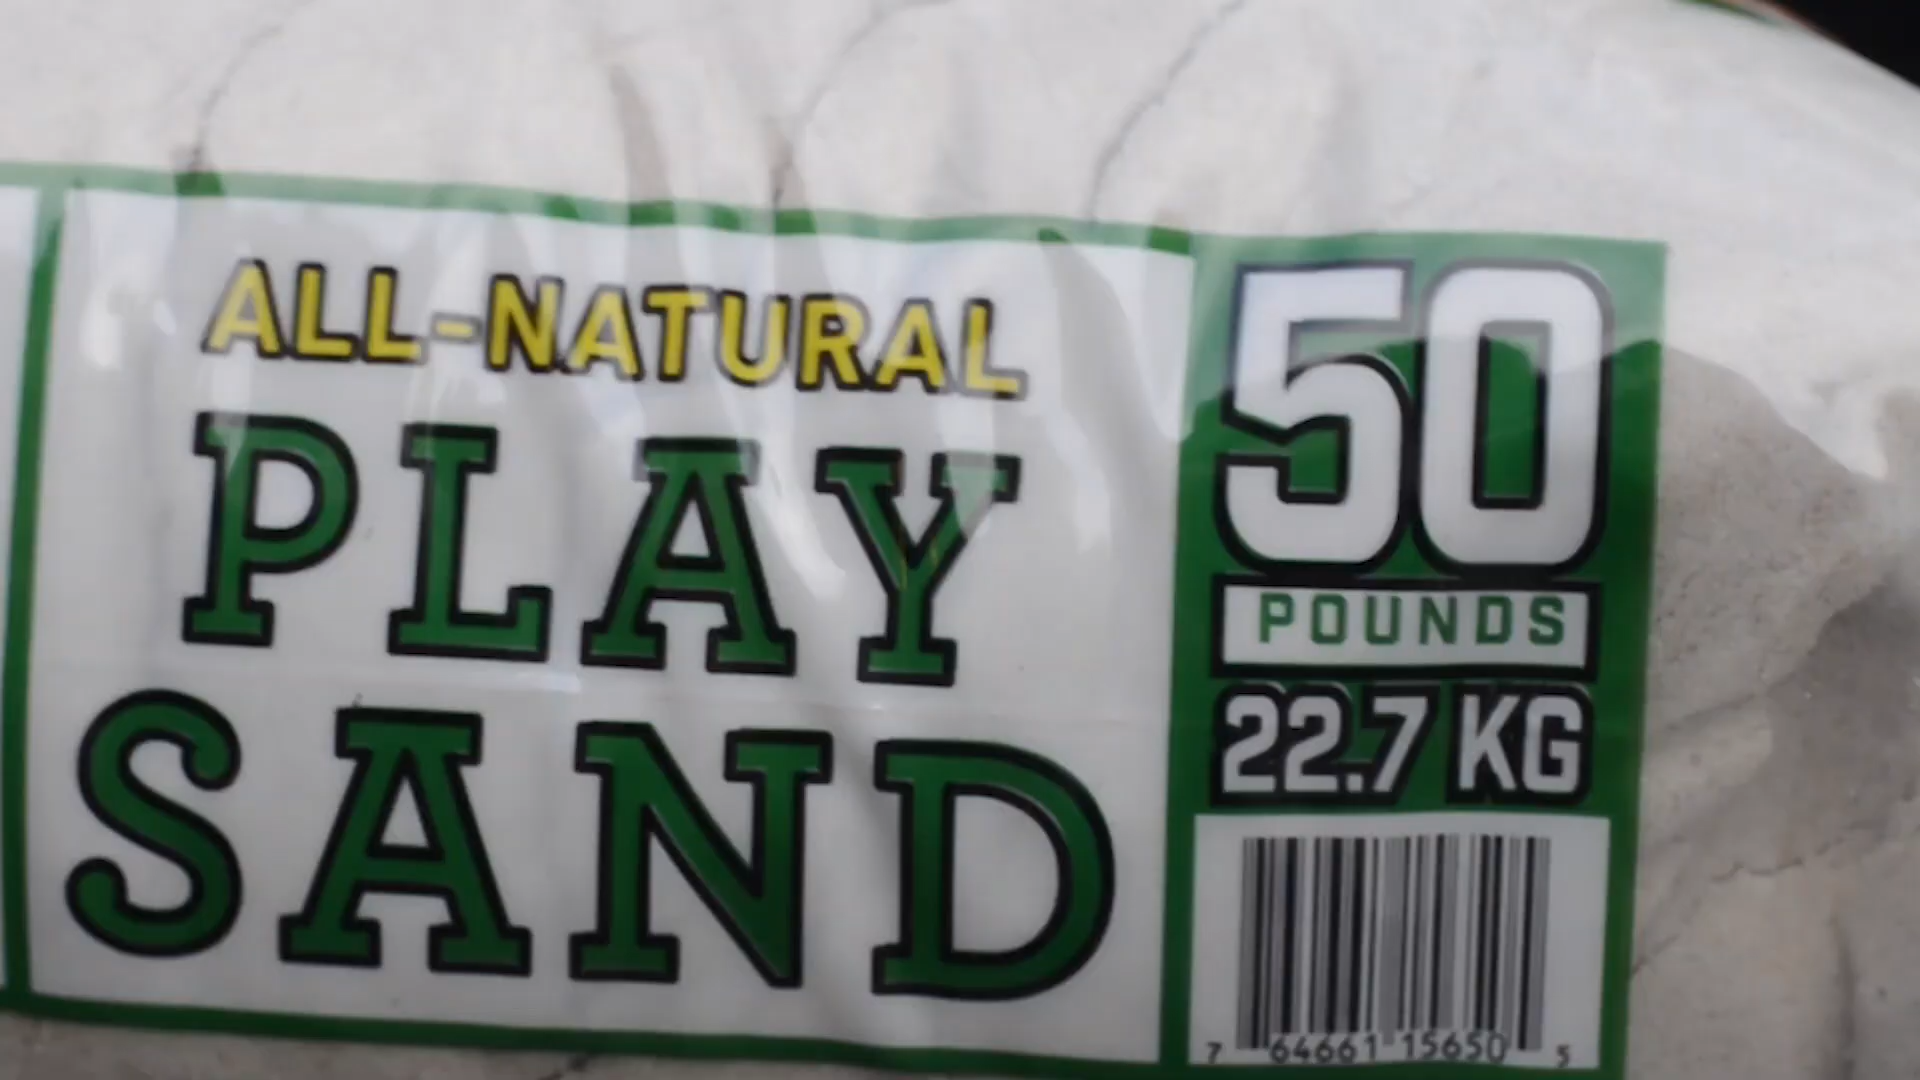 ALL-NATURAL
PLAY
SAND
50
POUNDS
22.7 KG
7 64661 15650 5